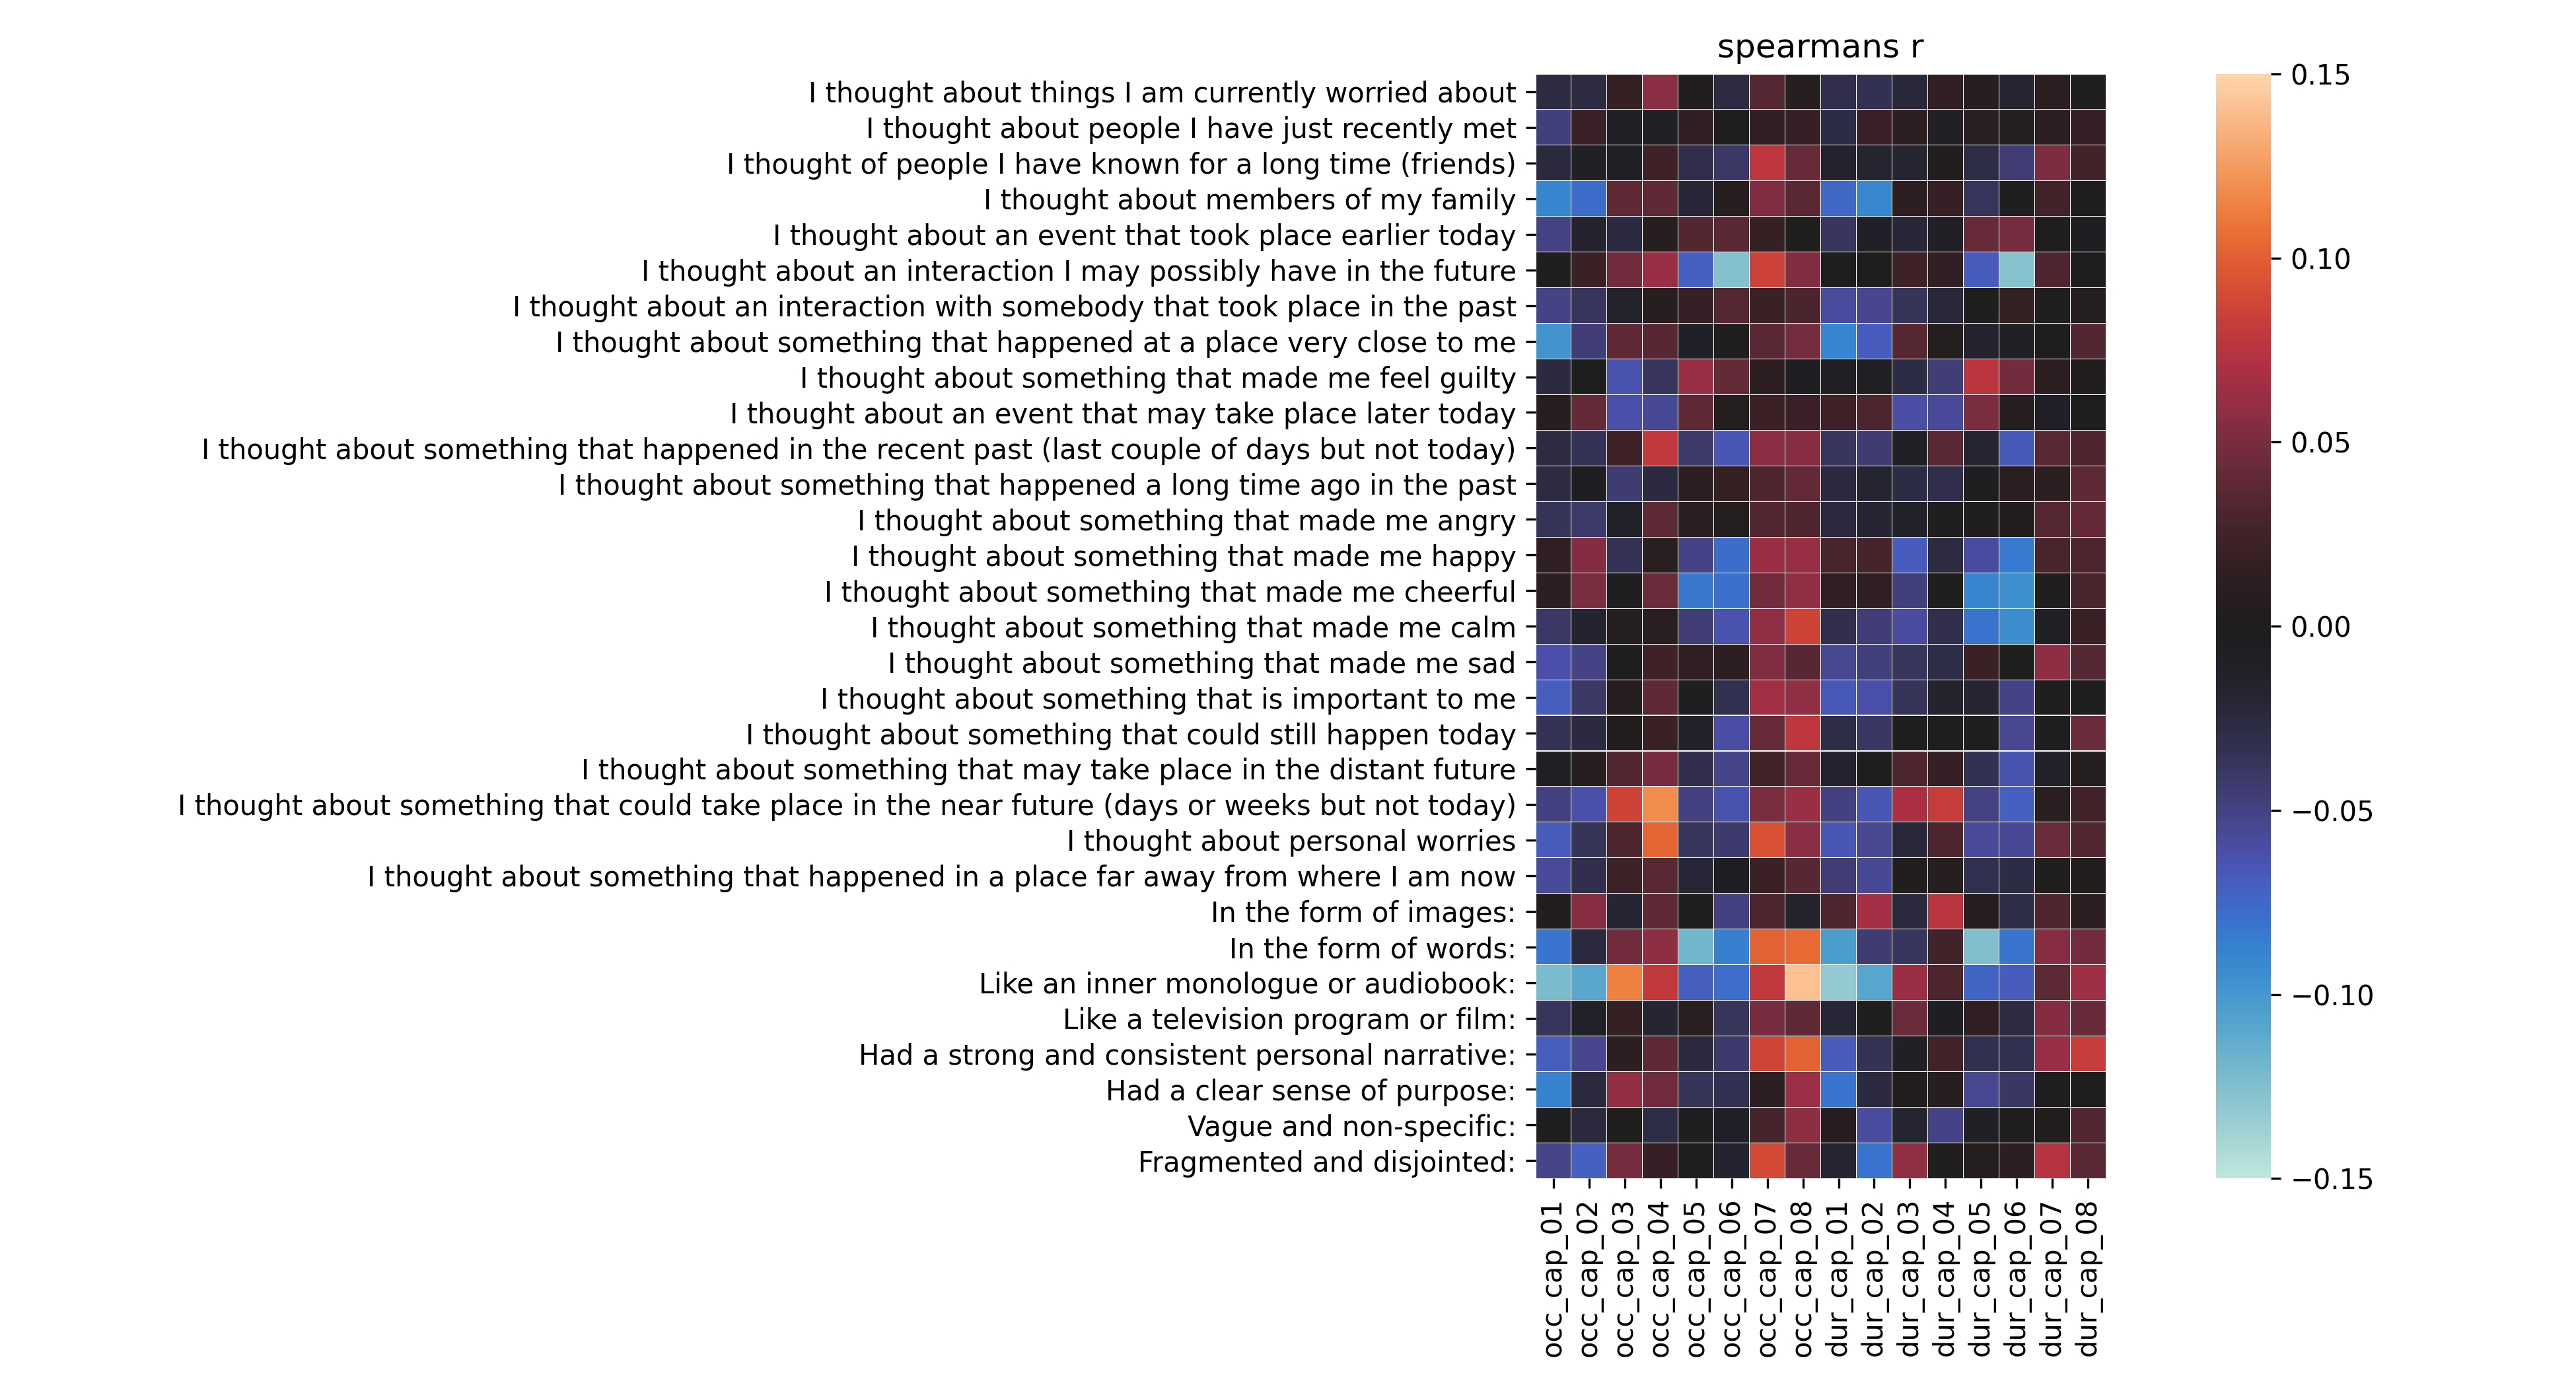 spearmans r
I thought about things I am currently worried about
I thought about people I have just recently met
I thought of people I have known for a long time (friends)
I thought about members of my family
I thought about an event that took place earlier today
I thought about an interaction I may possibly have in the future
I thought about an interaction with somebody that took place in the past
I thought about something that happened at a place very close to me
I thought about something that made me feel guilty
I thought about an event that may take place later today
I thought about something that happened in the recent past (last couple of days but not today)
I thought about something that happened a long time ago in the past
I thought about something that made me angry
I thought about something that made me happy
I thought about something that made me cheerful
I thought about something that made me calm
I thought about something that made me sad
I thought about something that is important to me
I thought about something that could still happen today
I thought about something that may take place in the distant future
I thought about something that could take place in the near future (days or weeks but not today)
I thought about personal worries
I thought about something that happened in a place far away from where I am now
In the form of images:
In the form of words:
Like an inner monologue or audiobook:
Like a television program or film:
Had a strong and consistent personal narrative:
Had a clear sense of purpose:
Vague and non-specific:
Fragmented and disjointed:
occ_cap_01
occ_cap_02
occ_cap_03
occ_cap_04
occ_cap_05
occ_cap_06
occ_cap_07
occ_cap_08
dur_cap_01
dur_cap_02
dur_cap_03
dur_cap_04
dur_cap_05
dur_cap_06
dur_cap_07
dur_cap_08
0.15
0.10
0.05
0.00
−0.05
−0.10
−0.15